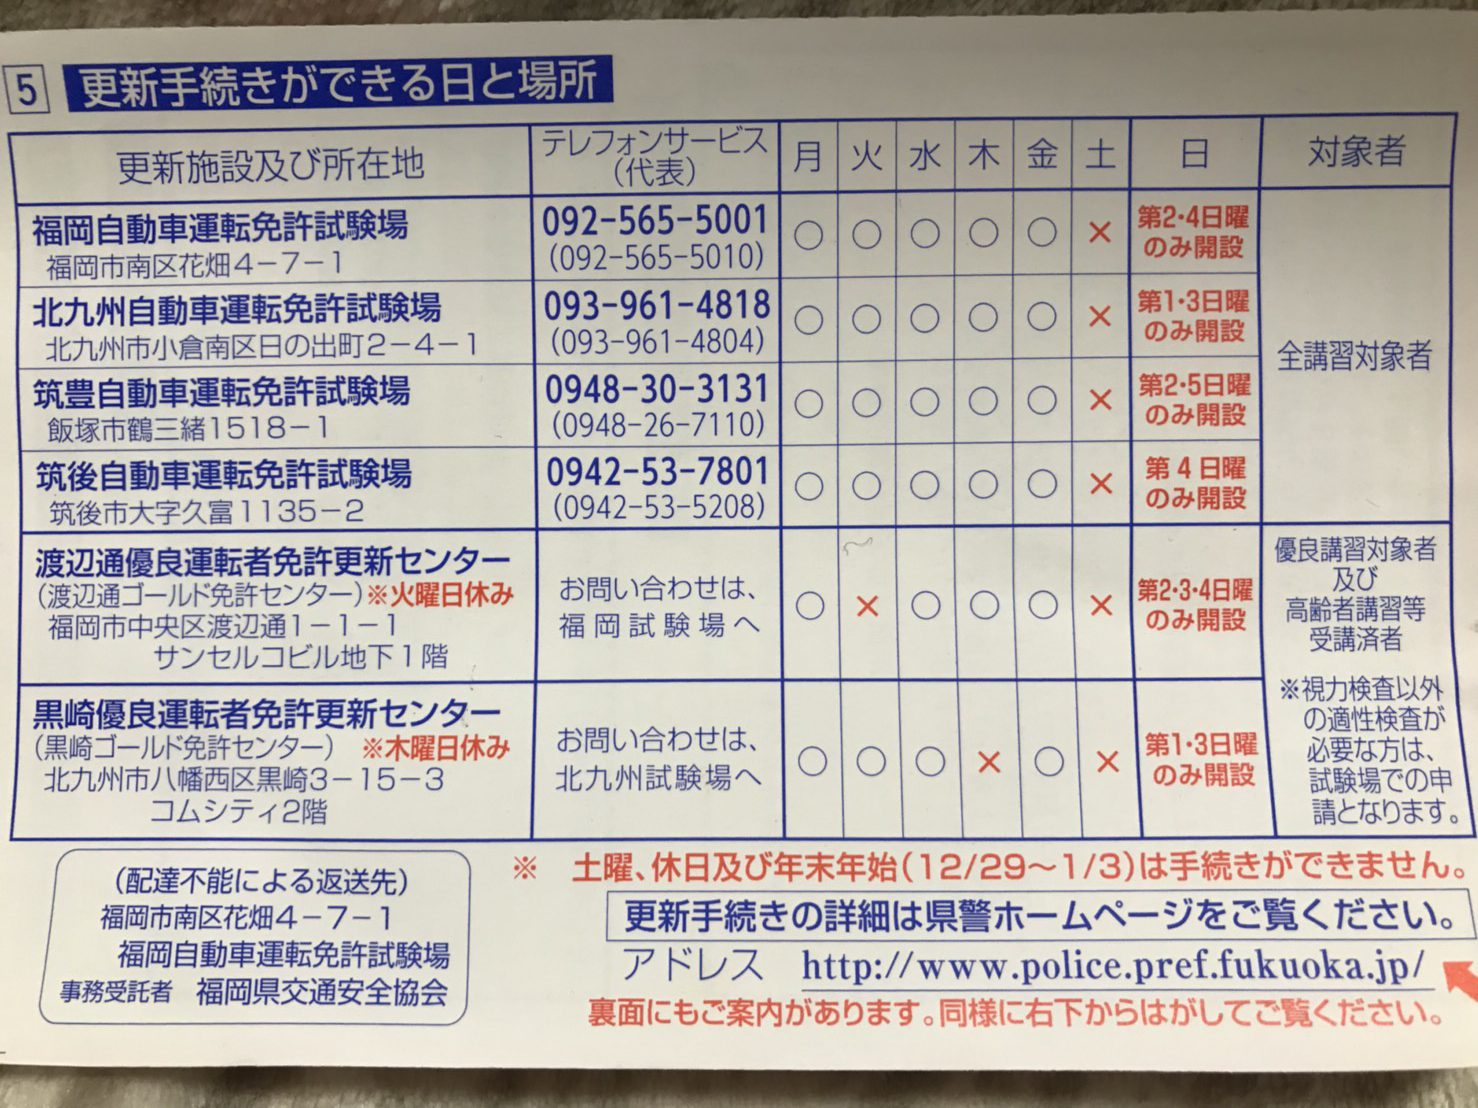 5 更新手続きができる日と場所
更新施設及び所在地 テレフォンサービス (代表) 月 火 水 木 金 土 日 対象者
福岡自動車運転免許試験場 092-565-5001 ○ ○ ○ ○ ○ × 第2・4日曜
福岡市南区花畑4-7-1 (092-565-5010) のみ開設
北九州自動車運転免許試験場 093-961-4818 ○ ○ ○ ○ ○ × 第1・3日曜
北九州市小倉南区日の出町2-4-1 (093-961-4804) のみ開設
全講習対象者
筑豊自動車運転免許試験場 0948-30-3131 ○ ○ ○ ○ ○ × 第2・5日曜
飯塚市鶴三緒1518-1 (0948-26-7110) のみ開設
筑後自動車運転免許試験場 0942-53-7801 ○ ○ ○ ○ ○ × 第4日曜
筑後市大字久富1135-2 (0942-53-5208) のみ開設
渡辺通優良運転者免許更新センター
(渡辺通ゴールド免許センター)※火曜日休み
福岡市中央区渡辺通1-1-1
サンセルコビル地下1階
お問い合わせは、
福岡試験場へ
○ × ○ ○ ○ × 第2・3・4日曜
のみ開設
優良講習対象者
及び
高齢者講習等
受講済者
黒崎優良運転者免許更新センター
(黒崎ゴールド免許センター) ※木曜日休み
北九州市八幡西区黒崎3-15-3
コムシティ2階
お問い合わせは、
北九州試験場へ
○ ○ ○ × ○ × 第1・3日曜
のみ開設
※視力検査以外
の適性検査が
必要な方は、
試験場での申
請となります。
(配達不能による返送先)
福岡市南区花畑4-7-1
福岡自動車運転免許試験場
事務受託者 福岡県交通安全協会
※ 土曜、休日及び年末年始(12/29～1/3)は手続きができません。
更新手続きの詳細は県警ホームページをご覧ください。
アドレス http://www.police.pref.fukuoka.jp/
裏面にもご案内があります。同様に右下からはがしてご覧ください。